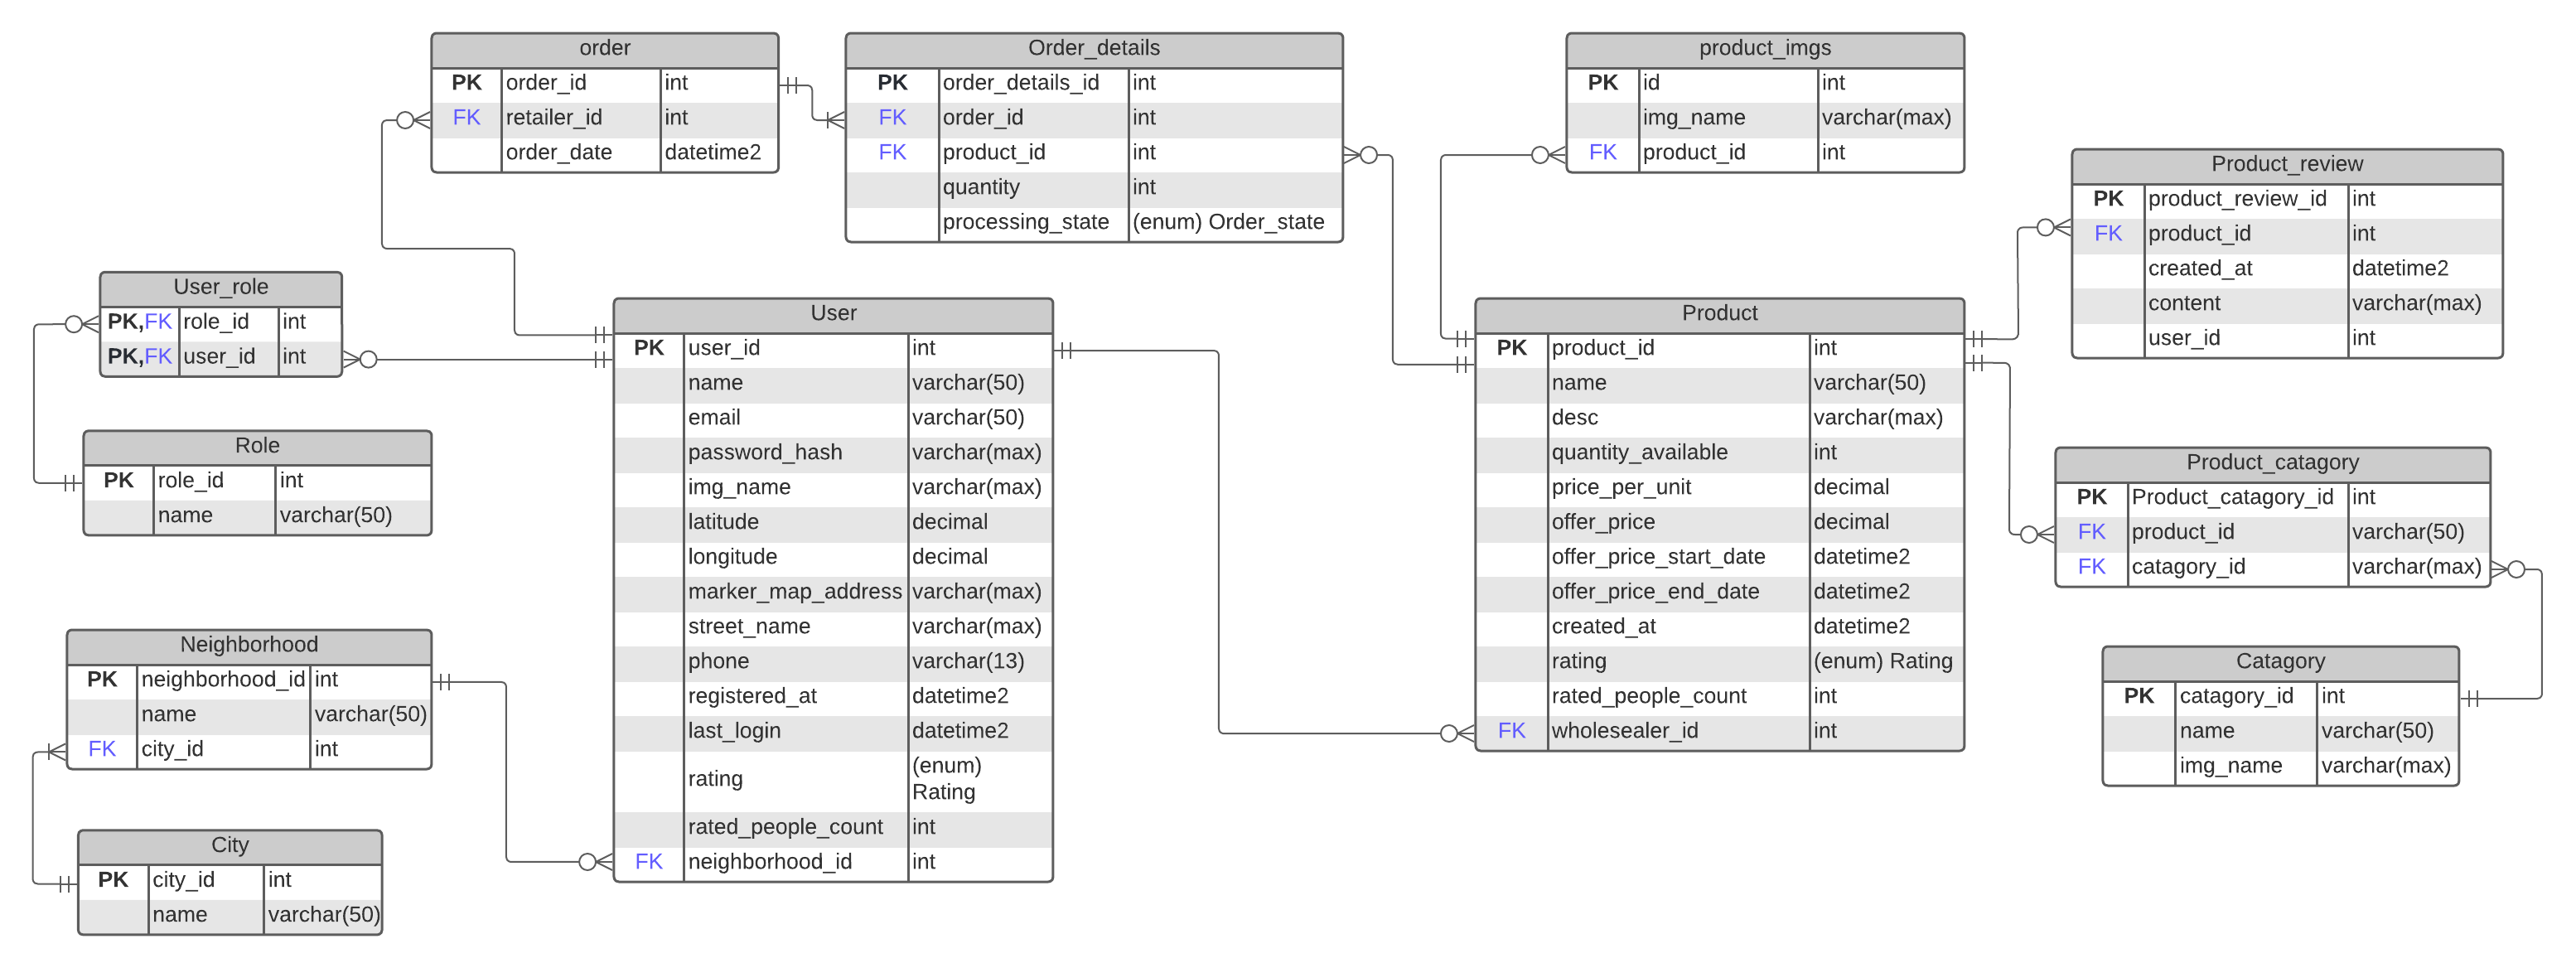 order
PK order_id int
FK retailer_id int
order_date datetime2
Order_details
PK order_details_id int
FK order_id int
FK product_id int
quantity int
processing_state (enum) Order_state
product_imgs
PK id int
img_name varchar(max)
FK product_id int
Product_review
PK product_review_id int
FK product_id int
created_at datetime2
content varchar(max)
user_id int
User_role
PK,FK role_id int
PK,FK user_id int
Role
PK role_id int
name varchar(50)
User
PK user_id int
name varchar(50)
email varchar(50)
password_hash varchar(max)
img_name varchar(max)
latitude decimal
longitude decimal
marker_map_address varchar(max)
street_name varchar(max)
phone varchar(13)
registered_at datetime2
last_login datetime2
rating (enum) Rating
rated_people_count int
FK neighborhood_id int
Product
PK product_id int
name varchar(50)
desc varchar(max)
quantity_available int
price_per_unit decimal
offer_price decimal
offer_price_start_date datetime2
offer_price_end_date datetime2
created_at datetime2
rating (enum) Rating
rated_people_count int
FK wholesealer_id int
Product_catagory
PK Product_catagory_id int
FK product_id varchar(50)
FK catagory_id varchar(max)
Neighborhood
PK neighborhood_id int
name varchar(50)
FK city_id int
Catagory
PK catagory_id int
name varchar(50)
img_name varchar(max)
City
PK city_id int
name varchar(50)